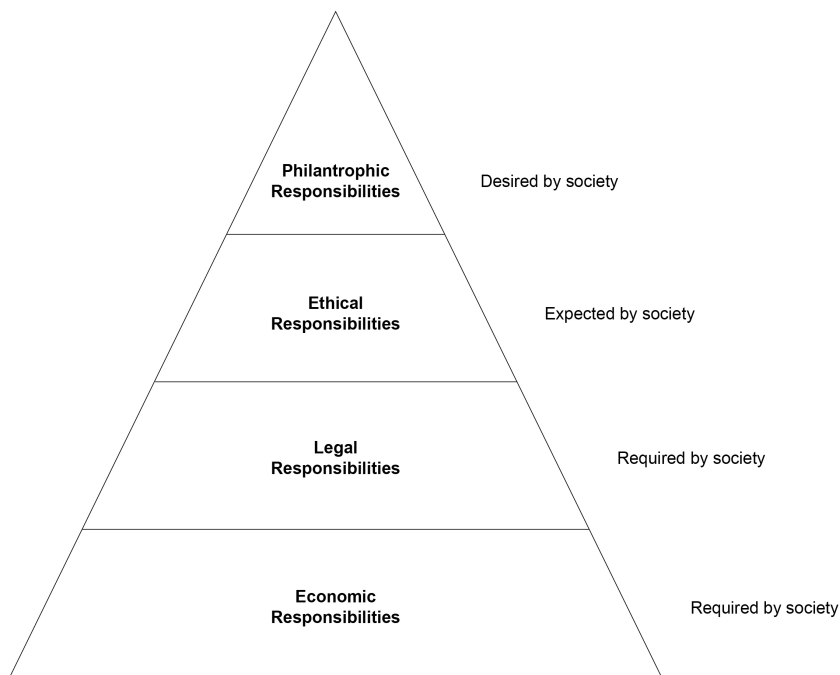 Philantrophic
Responsibilities
Desired by society
Ethical
Responsibilities
Expected by society
Legal
Responsibilities
Required by society
Economic
Responsibilities
Required by society